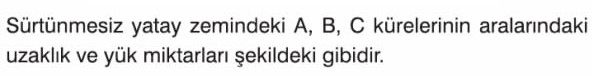 Sürtünmesiz yatay zemindeki A, B, C kürelerinin aralarındaki
uzaklık ve yük miktarları şekildeki gibidir.